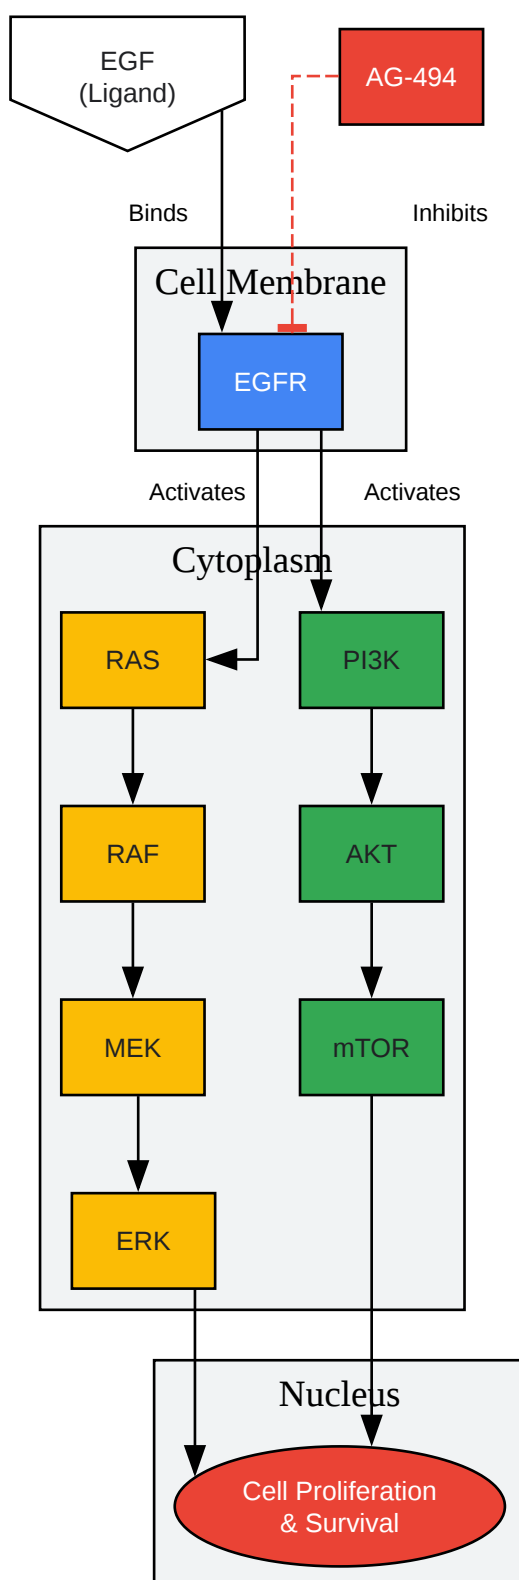 EGF
(Ligand)
AG-494
Binds
Inhibits
Cell Membrane
EGFR
Activates
Activates
Cytoplasm
RAS
PI3K
RAF
AKT
MEK
mTOR
ERK
Nucleus
Cell Proliferation
& Survival